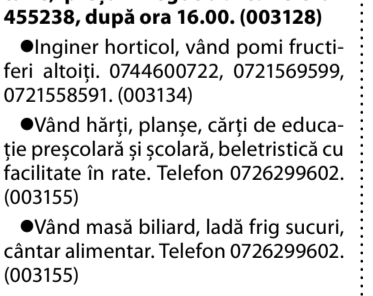 455238, după ora 16.00. (003128)
●Inginer horticol, vând pomi fructi-
feri altoiți. 0744600722, 0721569599,
0721558591. (003134)
●Vând hărți, planșe, cărți de educa-
ție preșcolară și școlară, beletristică cu
facilitate în rate. Telefon 0726299602.
(003155)
●Vând masă biliard, ladă frig sucuri,
cântar alimentar. Telefon 0726299602.
(003155)